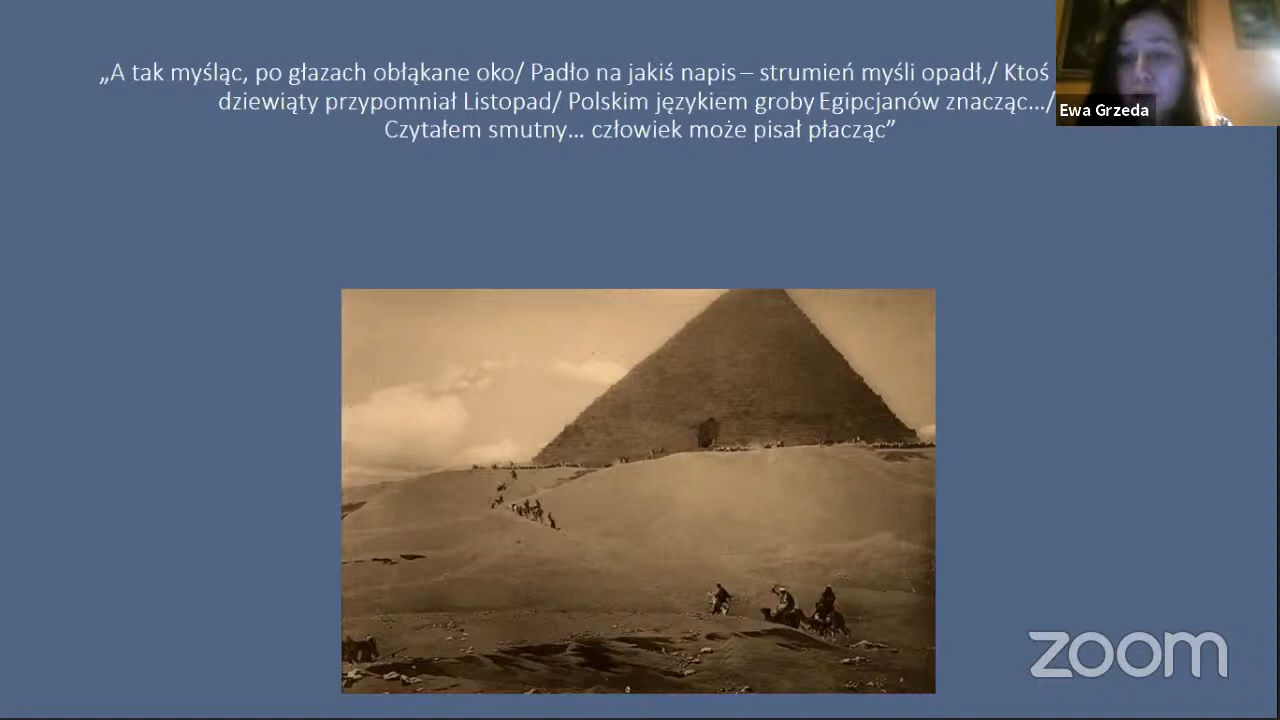 „A tak myśląc, po głazach obłąkane oko/ Padło na jakiś napis – strumień myśli opadł,/ Ktoś
dziewiąty przypomniał Listopad/ Polskim językiem groby Egipcjanów znacząc.../
Czytałem smutny... człowiek może pisał płacząc”
Ewa Grzeda
zoom